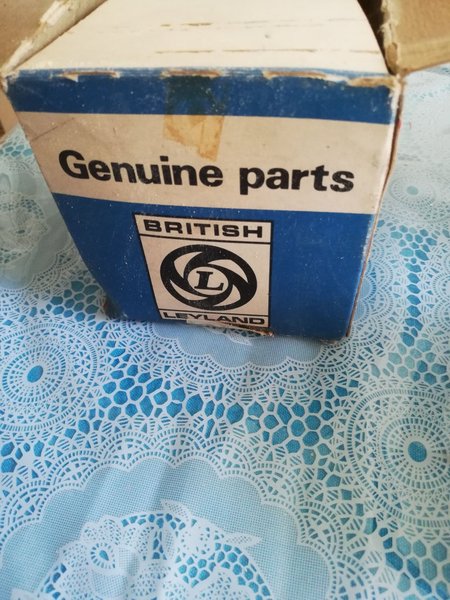 Genuine parts
BRITISH
L
LEYLAND